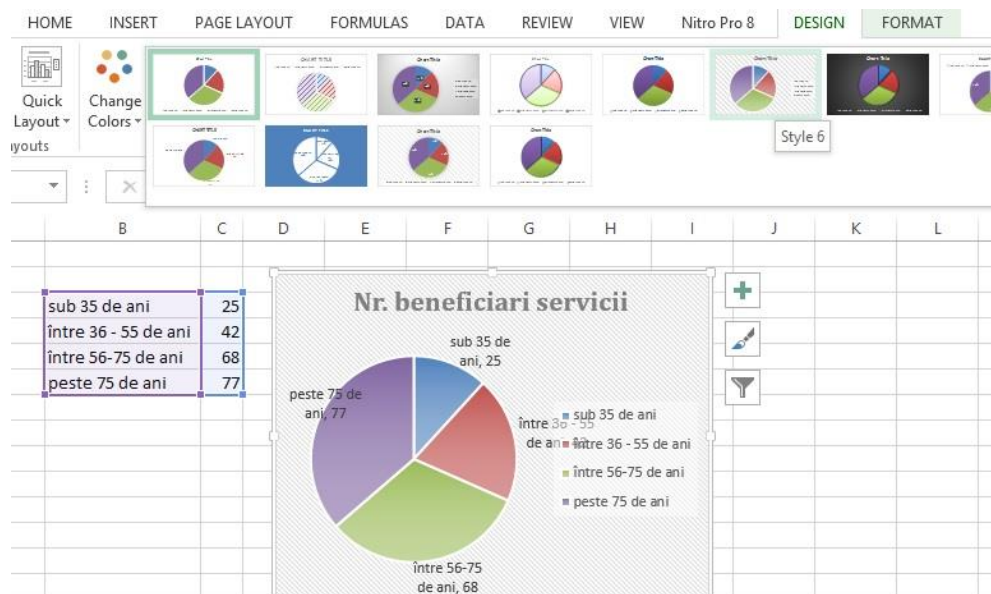 HOME INSERT PAGE LAYOUT FORMULAS DATA REVIEW VIEW Nitro Pro 8 DESIGN FORMAT
Quick
Layout
Change
Colors
Style 6
B C D E F G H I J K L
sub 35 de ani 25
între 36 - 55 de ani 42
între 56-75 de ani 68
peste 75 de ani 77
Nr. beneficiari servicii
sub 35 de
ani, 25
peste 75 de
ani, 77
între 36 - 55
sub 35 de ani
între 36 - 55 de ani
între 56-75 de ani
peste 75 de ani
între 56-75
de ani, 68